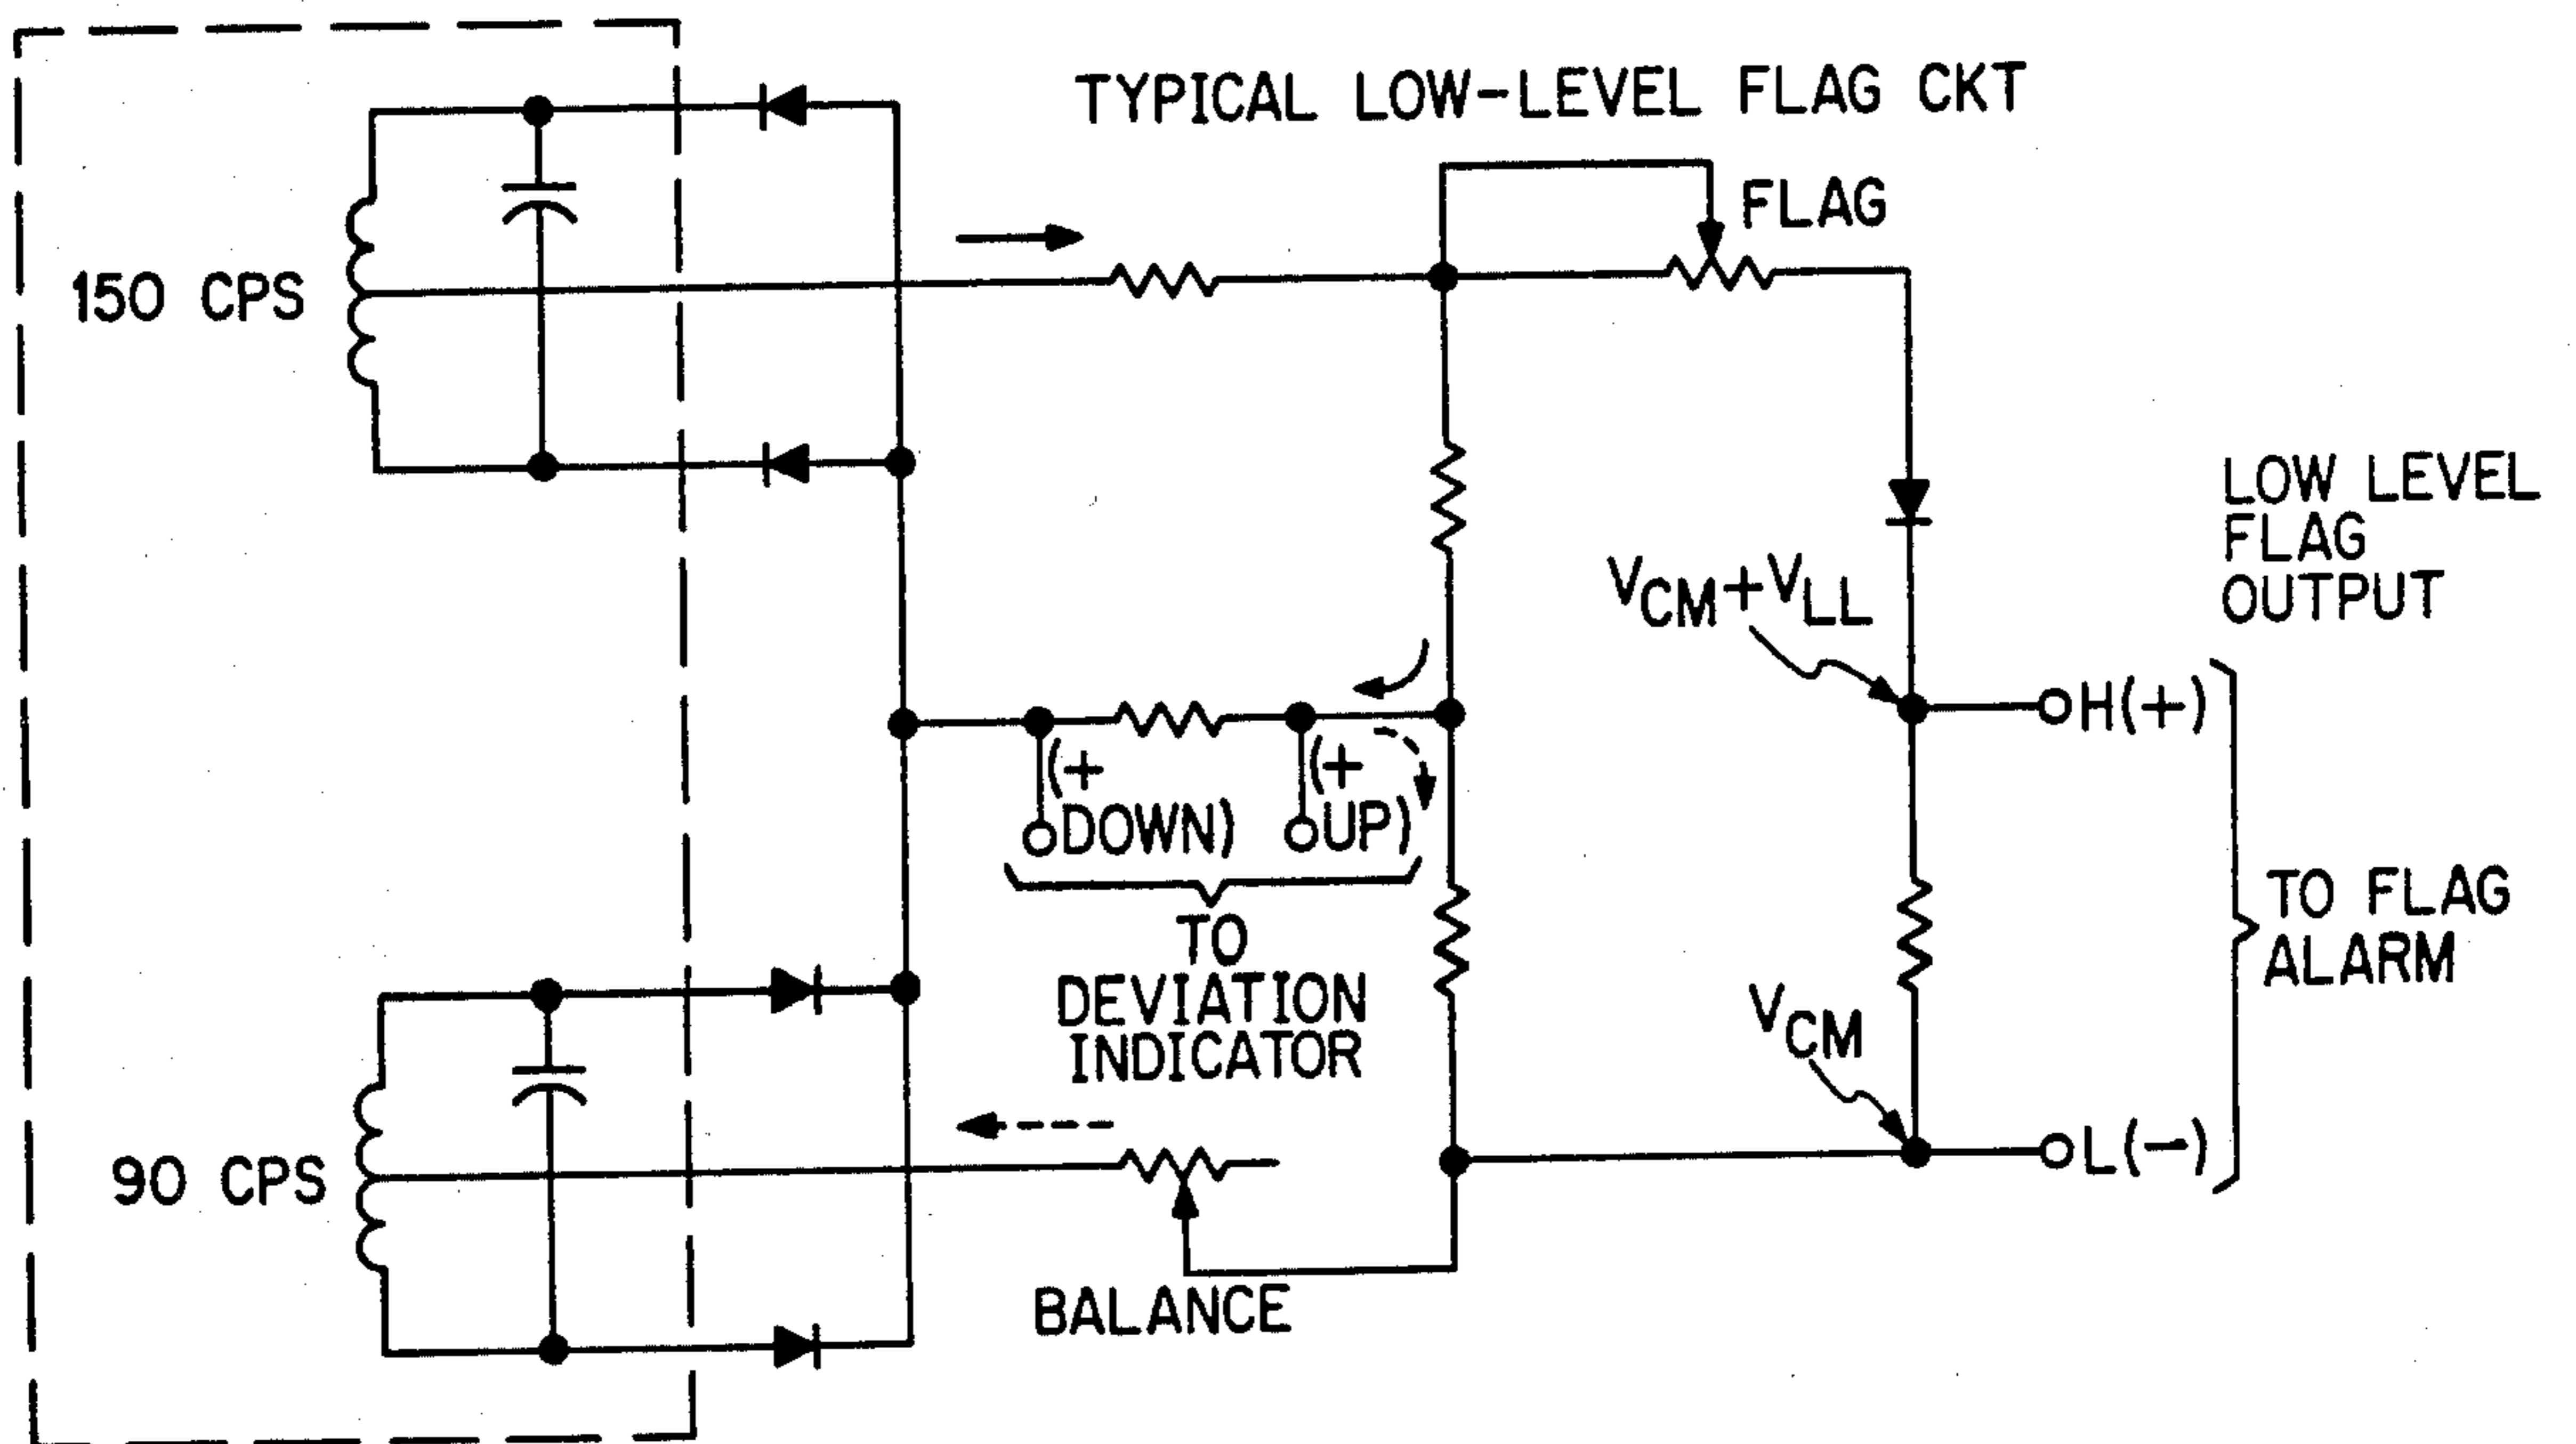 TYPICAL LOW-LEVEL FLAG CKT
FLAG
150 CPS
LOW LEVEL
FLAG
OUTPUT
VCM+VLL
H(+)
(+
DOWN)
(+
UP)
TO
DEVIATION
INDICATOR
TO FLAG
ALARM
VCM
L(−)
90 CPS
BALANCE